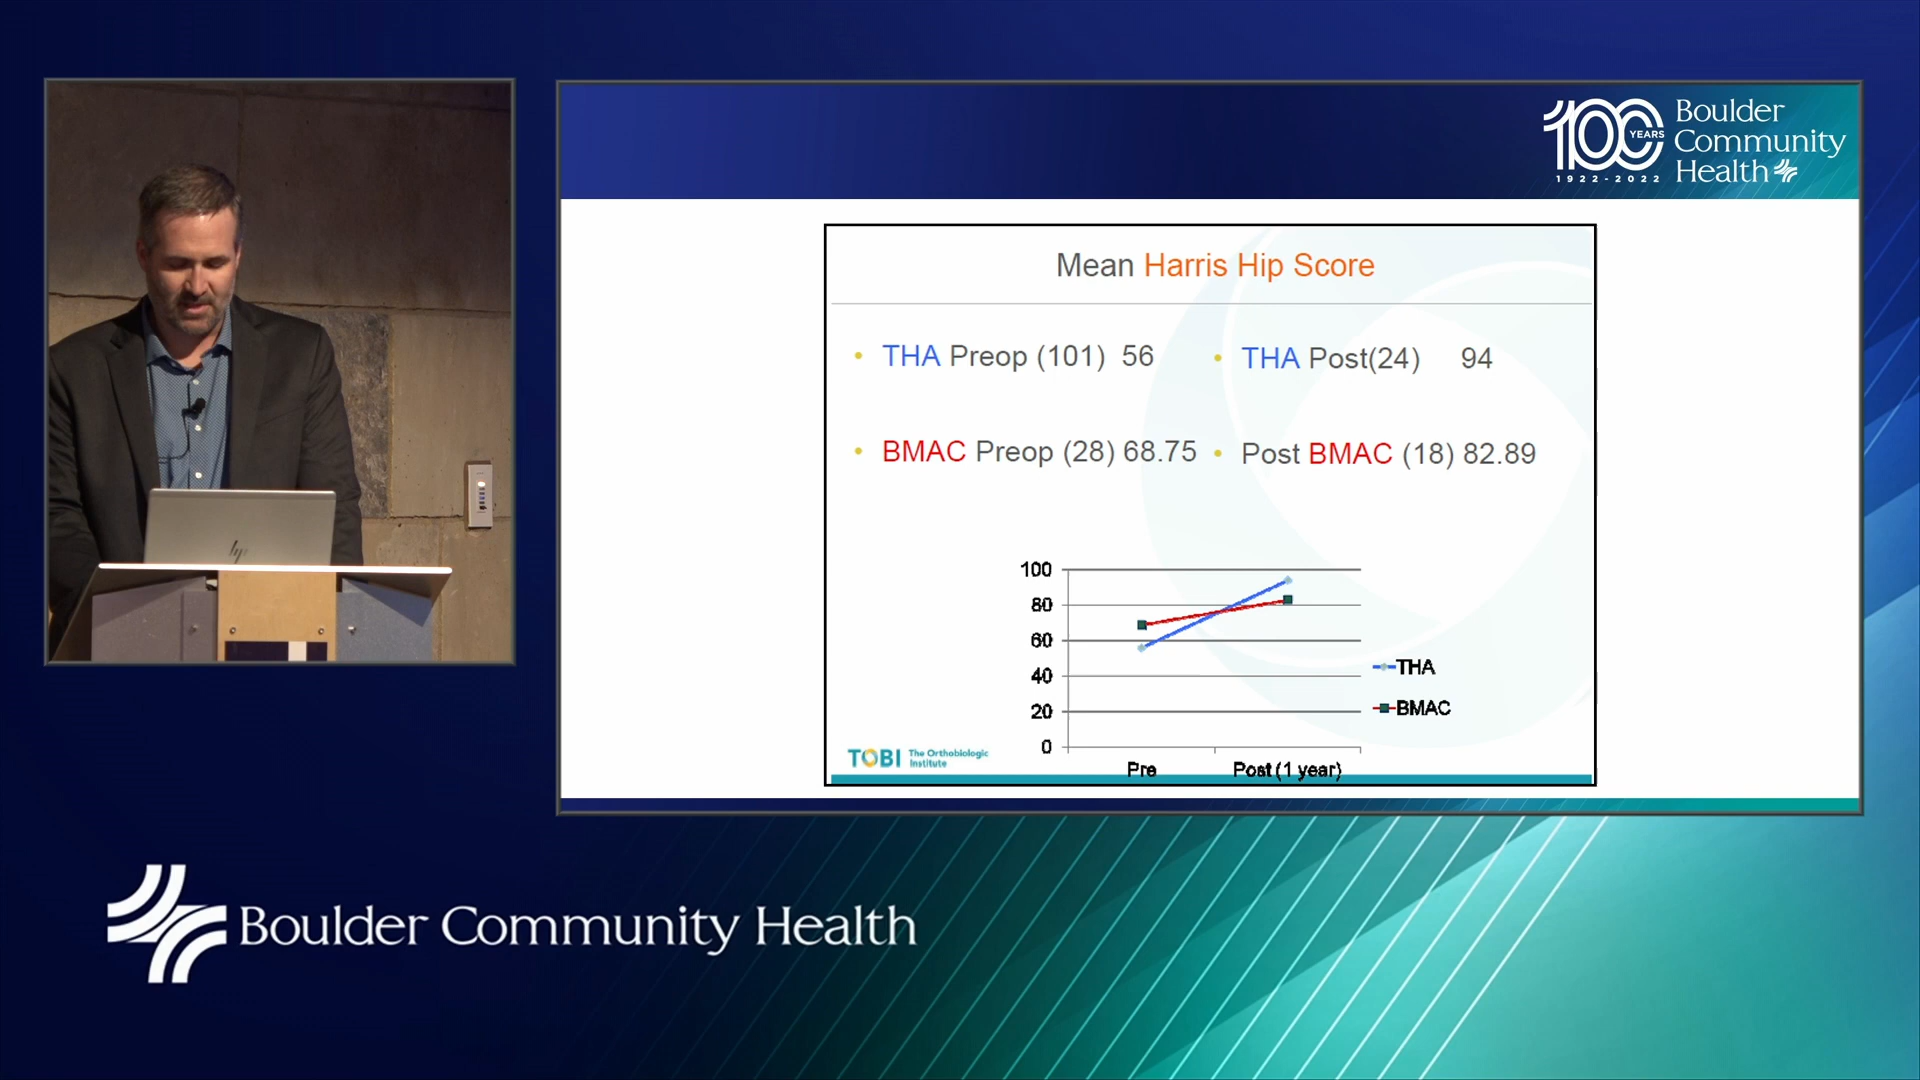 100 YEARS
1922-2022
Boulder
Community
Health
Mean Harris Hip Score
• THA Preop (101) 56
• THA Post(24) 94
• BMAC Preop (28) 68.75
• Post BMAC (18) 82.89
100
80
60
40
20
0
Pre
Post (1 year)
THA
BMAC
TOBI The Orthobiologic
Institute
hp
Boulder Community Health